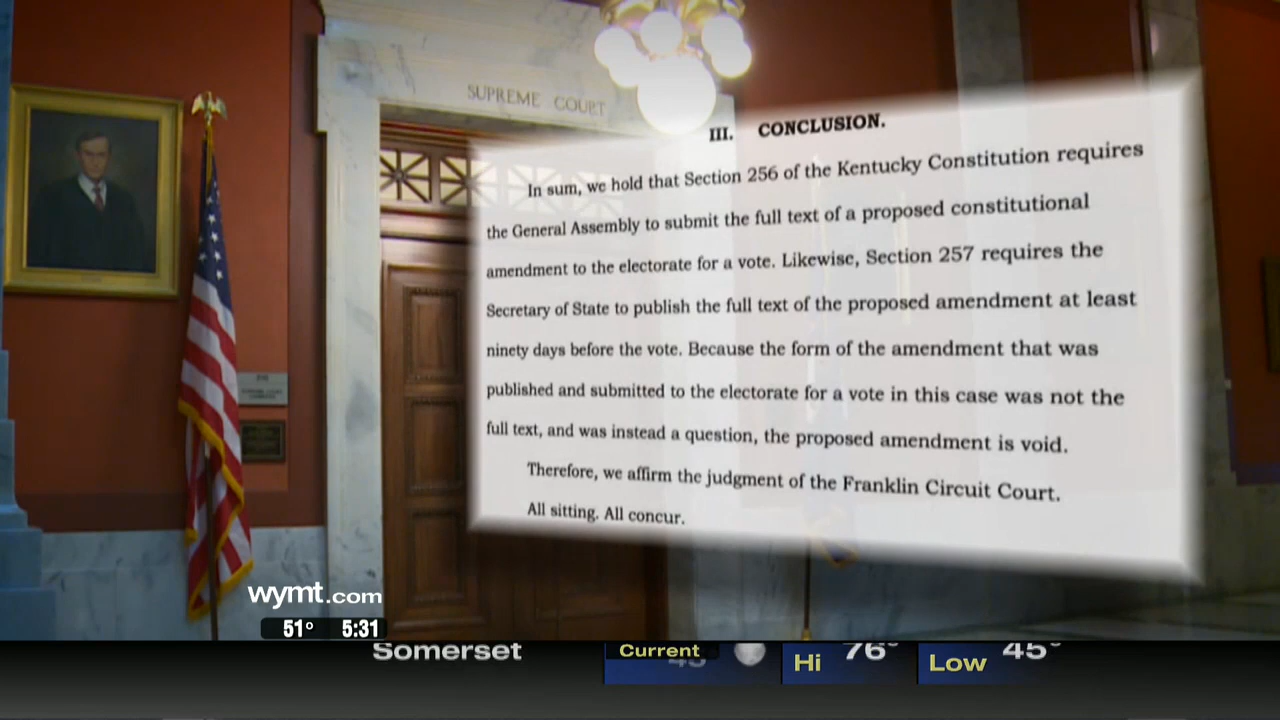 SUPREME COURT
III. CONCLUSION.
In sum, we hold that Section 256 of the Kentucky Constitution requires
the General Assembly to submit the full text of a proposed constitutional
amendment to the electorate for a vote. Likewise, Section 257 requires the
Secretary of State to publish the full text of the proposed amendment at least
ninety days before the vote. Because the form of the amendment that was
published and submitted to the electorate for a vote in this case was not the
full text, and was instead a question, the proposed amendment is void.
Therefore, we affirm the judgment of the Franklin Circuit Court.
All sitting. All concur.
wymt.com
51° 5:31
Somerset
Current
Hi 76°
Low 45°